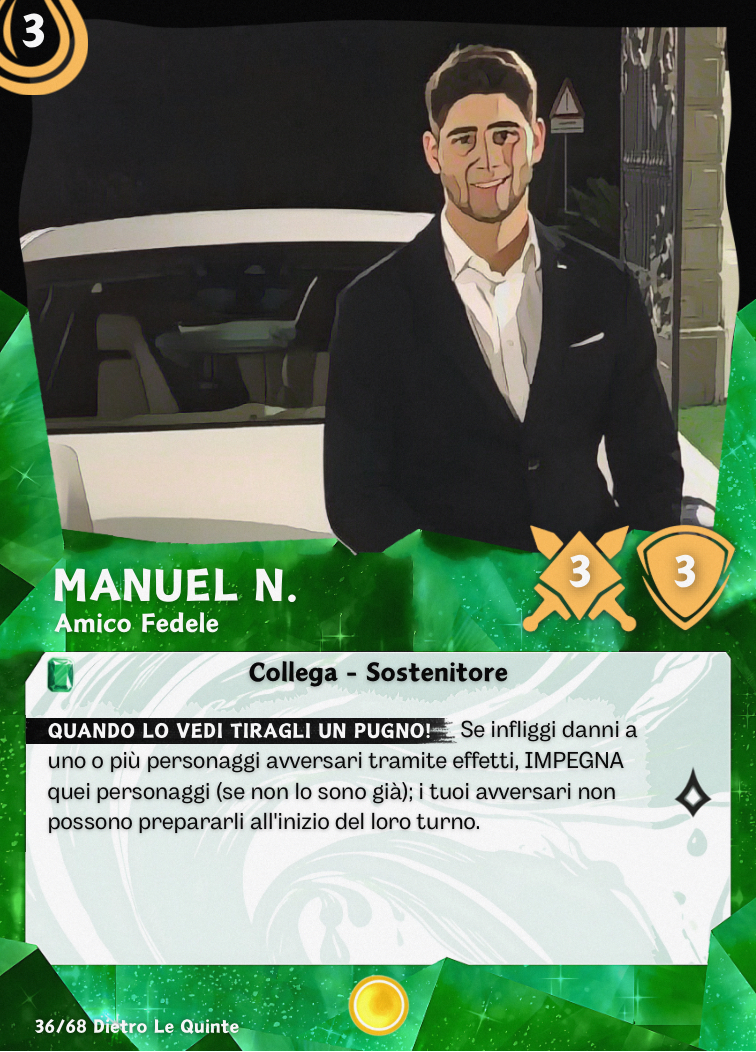 3
MANUEL N.
Amico Fedele
3 3
Collega - Sostenitore
QUANDO LO VEDI TIRAGLI UN PUGNO! Se infliggi danni a
uno o più personaggi avversari tramite effetti, IMPEGNA
quei personaggi (se non lo sono già); i tuoi avversari non
possono prepararli all'inizio del loro turno.
36/68 Dietro Le Quinte